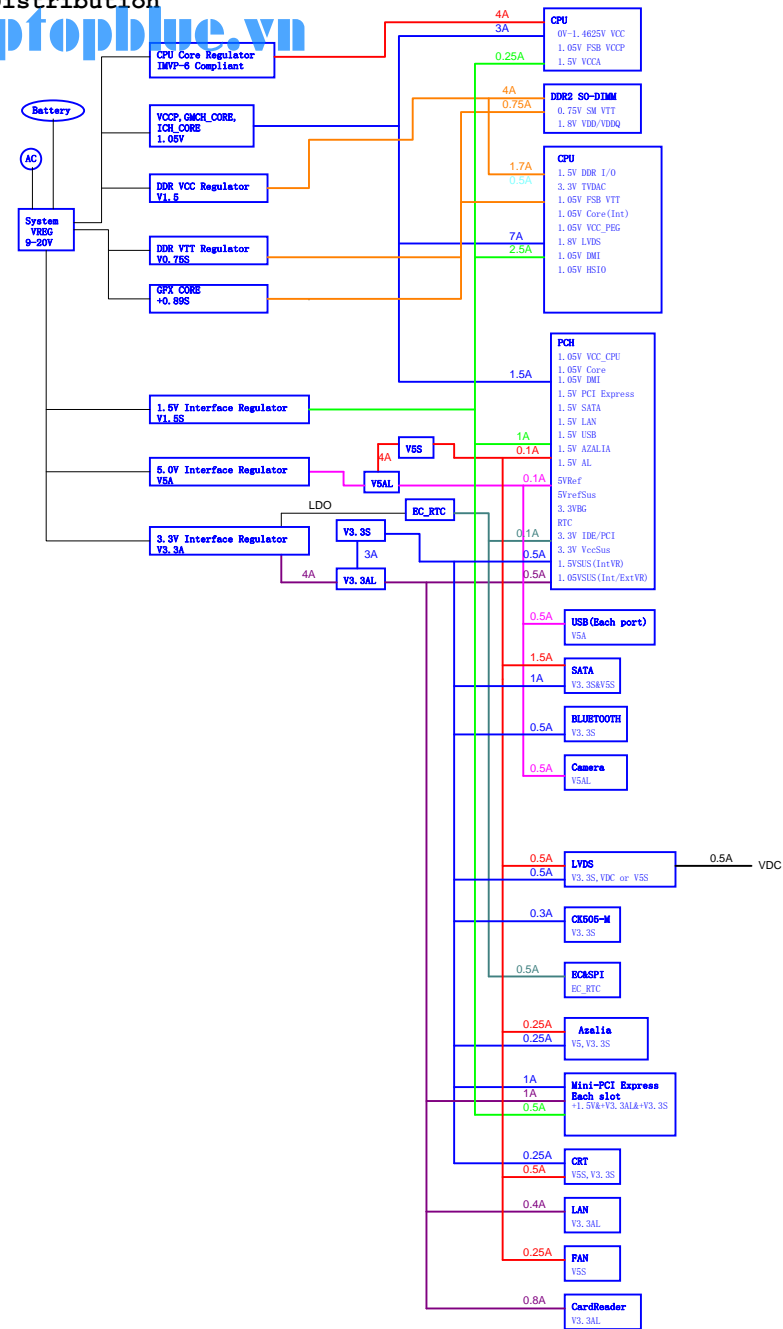 Distribution
ptopblue.vn
CPU Core Regulator
IMVP-6 Compliant
Battery
VCCP,GMCH_CORE,
ICH_CORE
1.05V
AC
DDR VCC Regulator
V1.5
System
VREG
9-20V
DDR VTT Regulator
V0.75S
GFX CORE
+0.89S
1.5V Interface Regulator
V1.5S
5.0V Interface Regulator
V5A
3.3V Interface Regulator
V3.3A
LDO
4A
V5S
4A
V5AL
EC_RTC
V3.3S
3A
V3.3AL
4A
3A
0.25A
CPU
0V-1.4625V VCC
1.05V FSB VCCP
1.5V VCCA
4A
0.75A
DDR2 SO-DIMM
0.75V SM VTT
1.8V VDD/VDDQ
1.7A
0.5A
7A
2.5A
CPU
1.5V DDR I/O
3.3V TVDAC
1.05V FSB VTT
1.05V Core(Int)
1.05V VCC_PEG
1.8V LVDS
1.05V DMI
1.05V HSIO
1.5A
1A
0.1A
0.1A
0.1A
0.5A
0.5A
PCH
1.05V VCC_CPU
1.05V Core
1.05V DMI
1.5V PCI Express
1.5V SATA
1.5V LAN
1.5V USB
1.5V AZALIA
1.5V AL
5VRef
5VrefSus
3.3VBG
RTC
3.3V IDE/PCI
3.3V VccSus
1.5VSUS(IntVR)
1.05VSUS(Int/ExtVR)
0.5A
USB(Each port)
V5A
1.5A
1A
SATA
V3.3S&V5S
0.5A
BLUETOOTH
V3.3S
0.5A
Camera
V5AL
0.5A
0.5A
LVDS
V3.3S,VDC or V5S
0.5A
VDC
0.3A
CK505-M
V3.3S
0.5A
EC&SPI
EC_RTC
0.25A
0.25A
Azalia
V5,V3.3S
1A
1A
0.5A
Mini-PCI Express
Each slot
+1.5V&+V3.3AL&+V3.3S
0.25A
0.5A
CRT
V5S,V3.3S
0.4A
LAN
V3.3AL
0.25A
FAN
V5S
0.8A
CardReader
V3.3AL